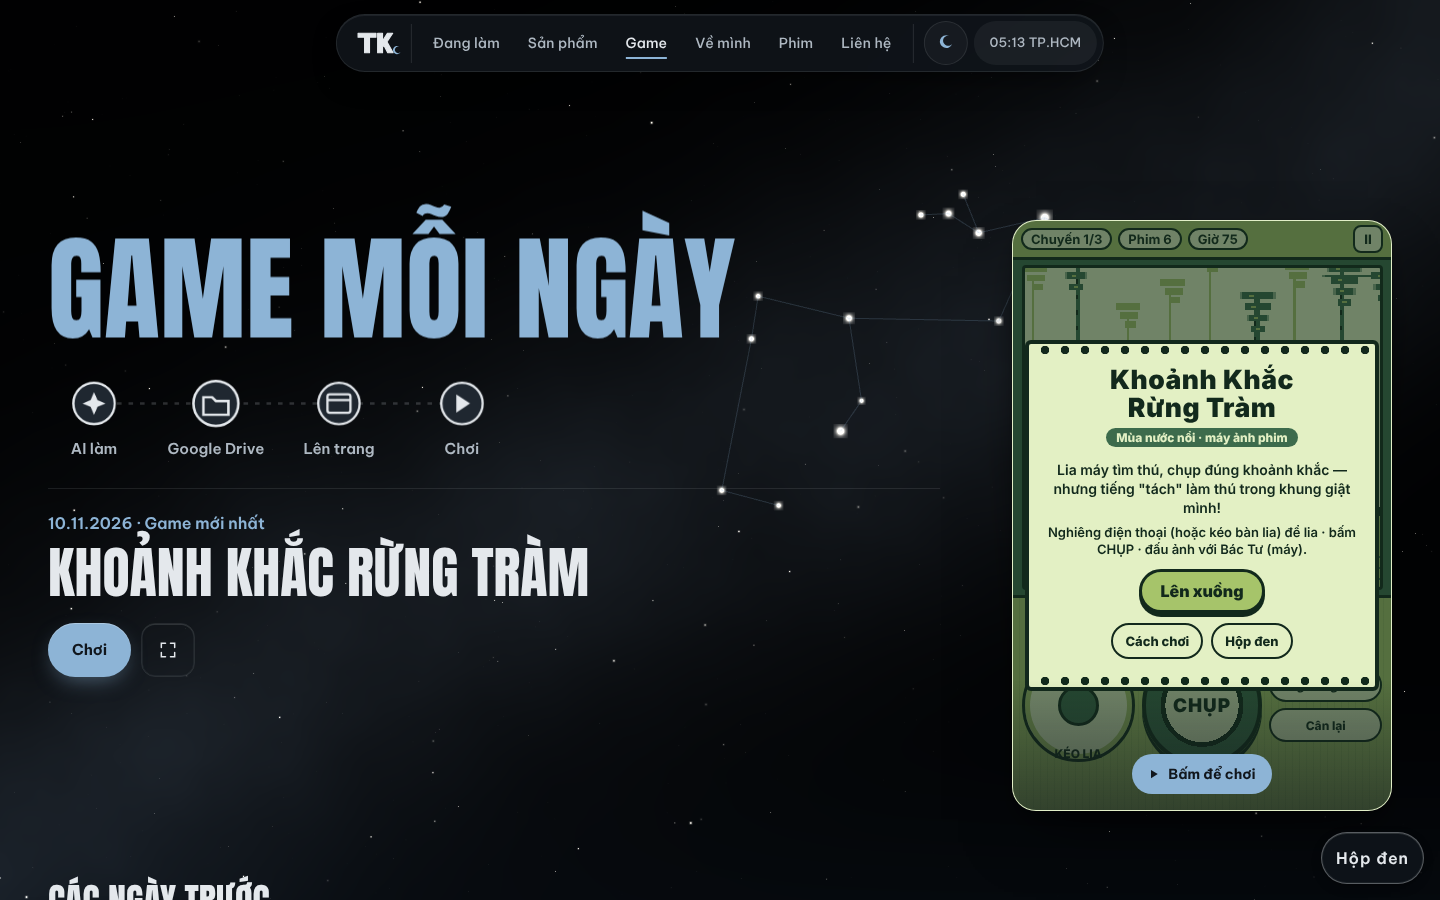 TK
Đang làm
Sản phẩm
Game
Về mình
Phim
Liên hệ
05:13 TP.HCM
GAME MỖI NGÀY
AI làm
Google Drive
Lên trang
Chơi
10.11.2026 · Game mới nhất
KHOẢNH KHẮC RỪNG TRÀM
Chơi
Chuyến 1/3
Phim 6
Giờ 75
Khoảnh Khắc
Rừng Tràm
Mùa nước nổi · máy ảnh phim
Lia máy tìm thú, chụp đúng khoảnh khắc —
nhưng tiếng "tách" làm thú trong khung giật
mình!
Nghiêng điện thoại (hoặc kéo bàn lia) để lia · bấm
CHỤP · đấu ảnh với Bác Tư (máy).
Lên xuồng
Cách chơi
Hộp đen
CHỤP
Cân lại
KÉO LIA
Bấm để chơi
Hộp đen
CÁC NGÀY TRƯỚC